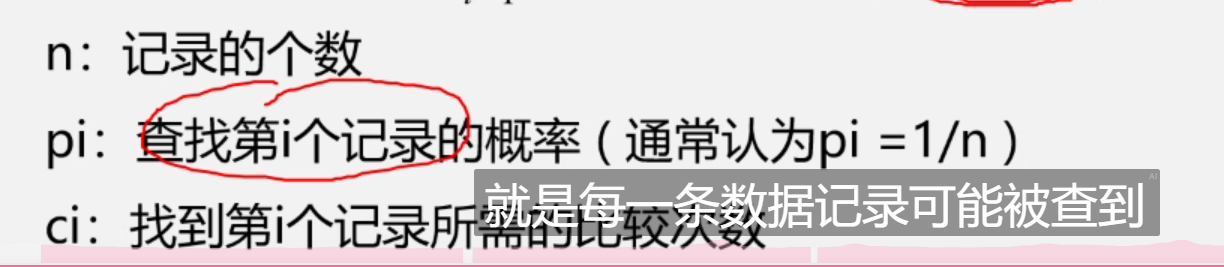 n：记录的个数
pi：查找第i个记录的概率（通常认为pi =1/n）
就是每一条数据记录可能被查到
ci：找到第i个记录所需的比较次数
AI